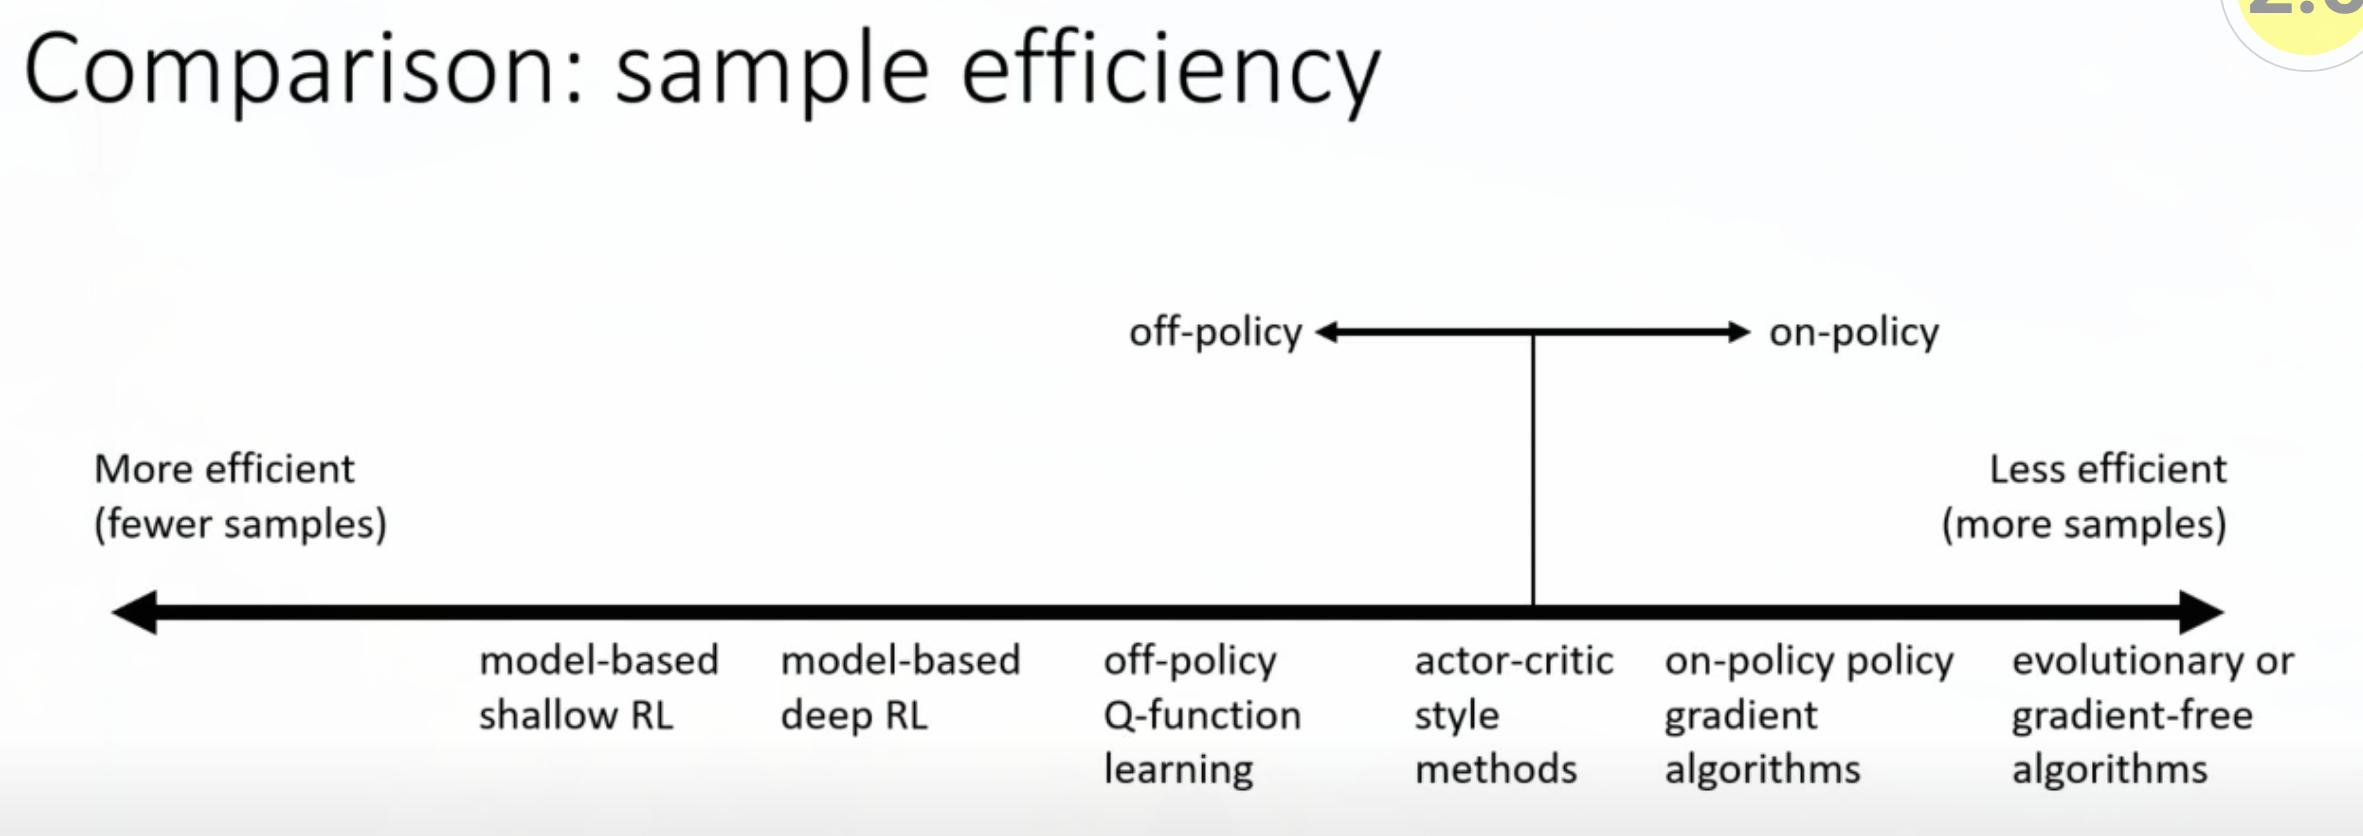 Comparison: sample efficiency
off-policy
on-policy
More efficient
(fewer samples)
Less efficient
(more samples)
model-based
shallow RL
model-based
deep RL
off-policy
Q-function
learning
actor-critic
style
methods
on-policy policy
gradient
algorithms
evolutionary or
gradient-free
algorithms